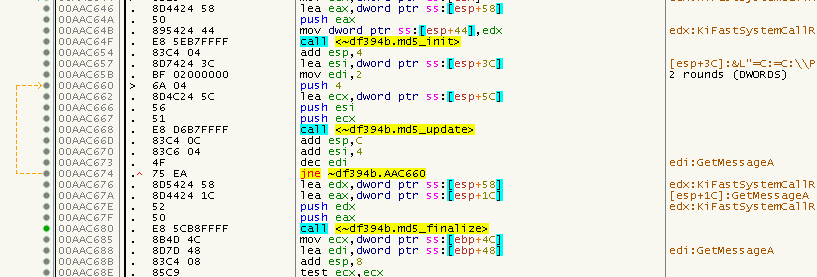 00AAC646 . 8D4424 58 lea eax,dword ptr ss:[esp+58]
00AAC64A . 50 push eax
00AAC64B . 895424 44 mov dword ptr ss:[esp+44],edx edx:KiFastSystemCallR
00AAC64F . E8 5EB7FFFF call <~df394b.md5_init>
00AAC654 . 83C4 04 add esp,4
00AAC657 . 8D7424 3C lea esi,dword ptr ss:[esp+3C] [esp+3C]:&L"=C:=C:\\P
00AAC65B . BF 02000000 mov edi,2 2 rounds (DWORDS)
00AAC660 > 6A 04 push 4
00AAC662 . 8D4C24 5C lea ecx,dword ptr ss:[esp+5C]
00AAC666 . 56 push esi
00AAC667 . 51 push ecx
00AAC668 . E8 D6B7FFFF call <~df394b.md5_update>
00AAC66D . 83C4 0C add esp,C
00AAC670 . 83C6 04 add esi,4
00AAC673 . 4F dec edi edi:GetMessageA
00AAC674 .^ 75 EA jne ~df394b.AAC660
00AAC676 . 8D5424 58 lea edx,dword ptr ss:[esp+58] edx:KiFastSystemCallR
00AAC67A . 8D4424 1C lea eax,dword ptr ss:[esp+1C] [esp+1C]:GetMessageA
00AAC67E . 52 push edx edx:KiFastSystemCallR
00AAC67F . 50 push eax
00AAC680 . E8 5CB8FFFF call <~df394b.md5_finalize>
00AAC685 . 8B4D 4C mov ecx,dword ptr ss:[ebp+4C]
00AAC688 . 8D7D 48 lea edi,dword ptr ss:[ebp+48] edi:GetMessageA
00AAC68B . 83C4 08 add esp,8
00AAC68E . 85C9 test ecx,ecx